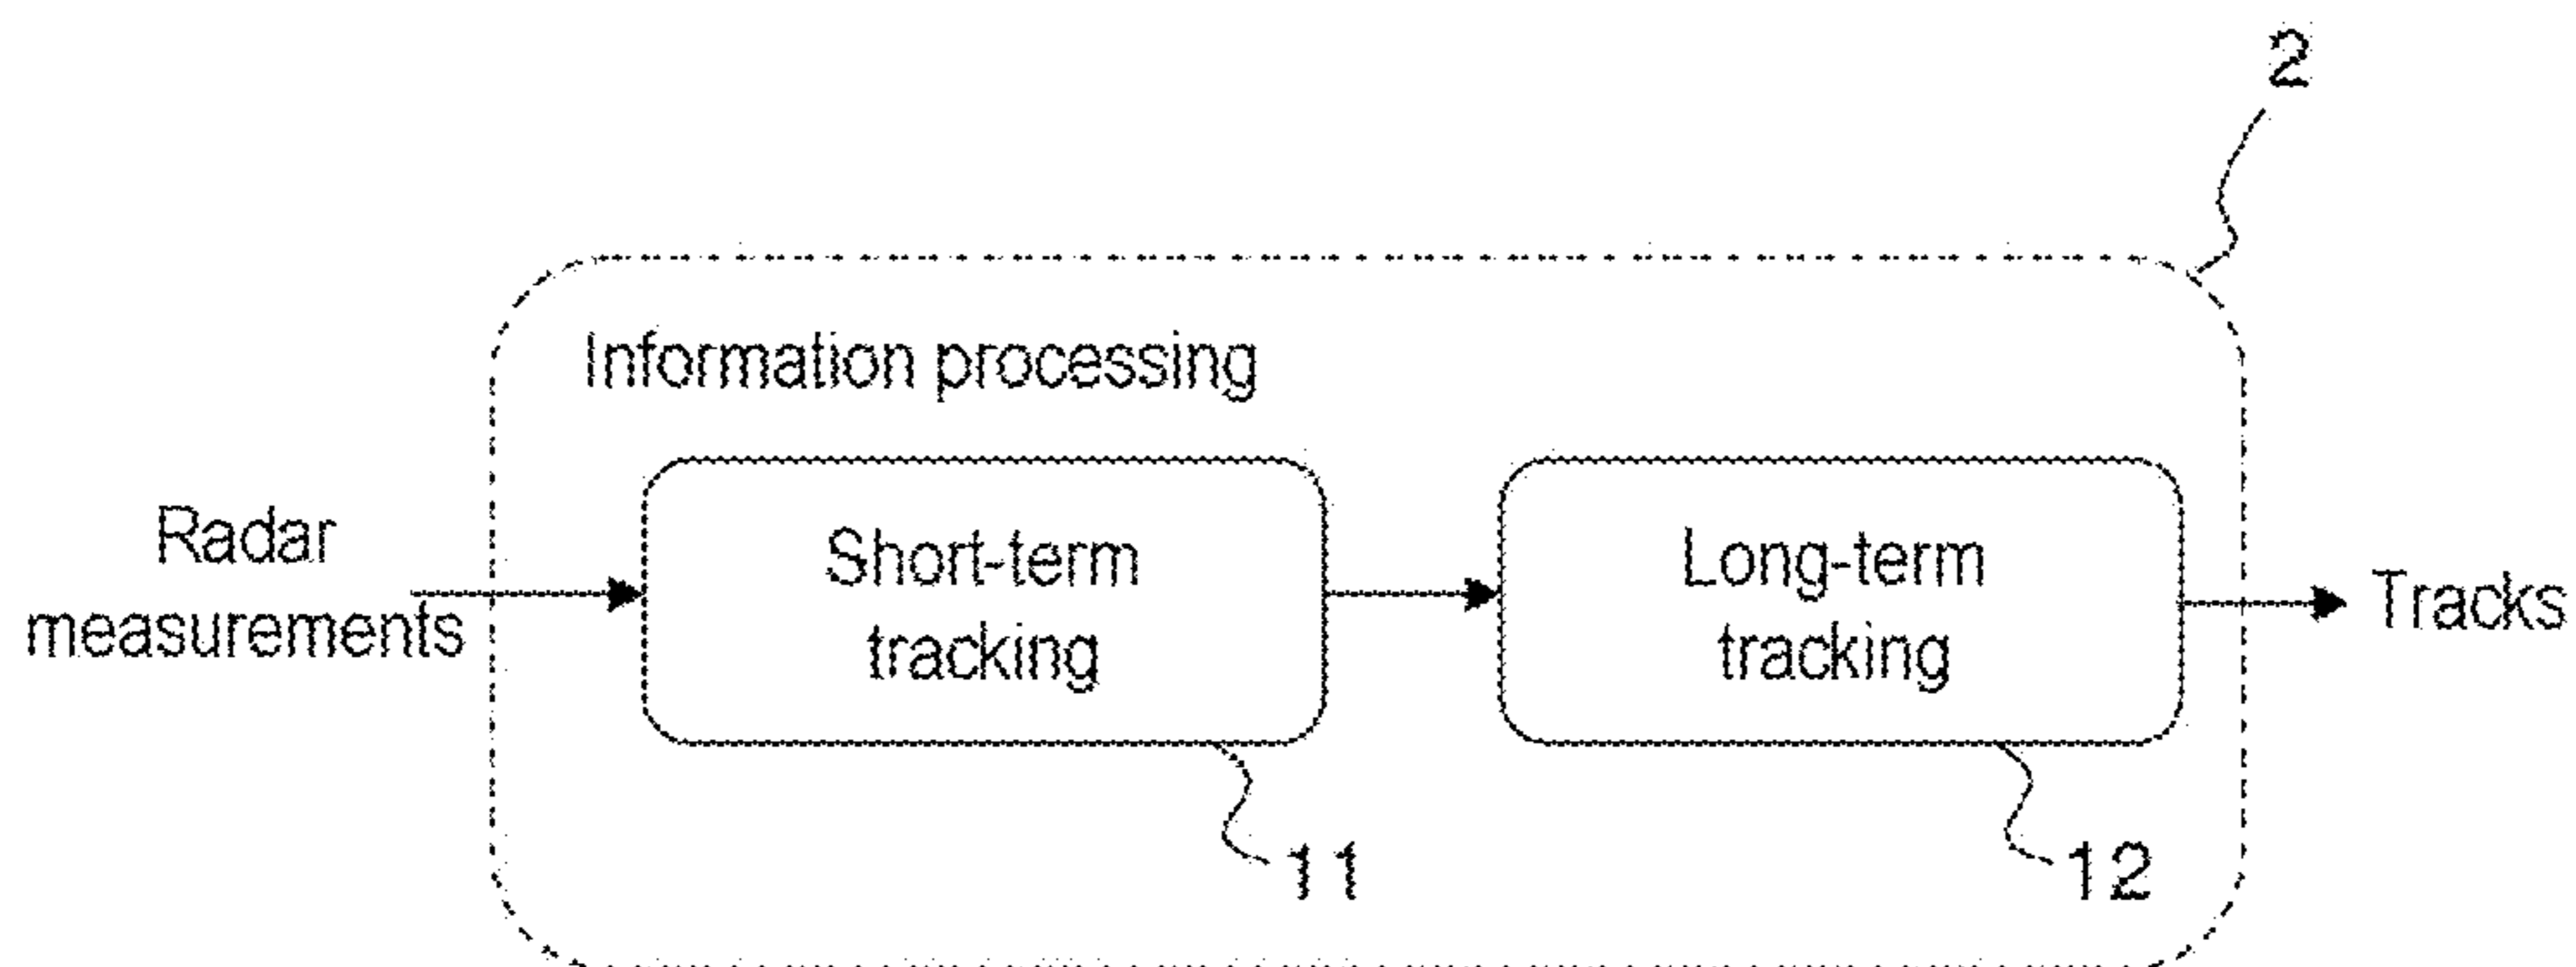 2
Information processing
Radar
measurements
Short-term
tracking
Long-term
tracking
Tracks
11
12